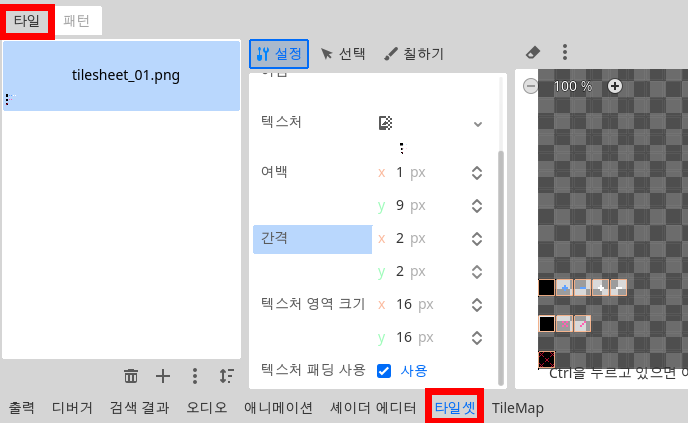 타일 패턴
tilesheet_01.png
설정 선택 칠하기
텍스처
여백 x 1 px
y 9 px
간격 x 2 px
y 2 px
텍스처 영역 크기 x 16 px
y 16 px
텍스처 패딩 사용 사용
100 %
Ctrl을 누르고 있으면
출력 디버거 검색 결과 오디오 애니메이션 셰이더 에디터 타일셋 TileMap